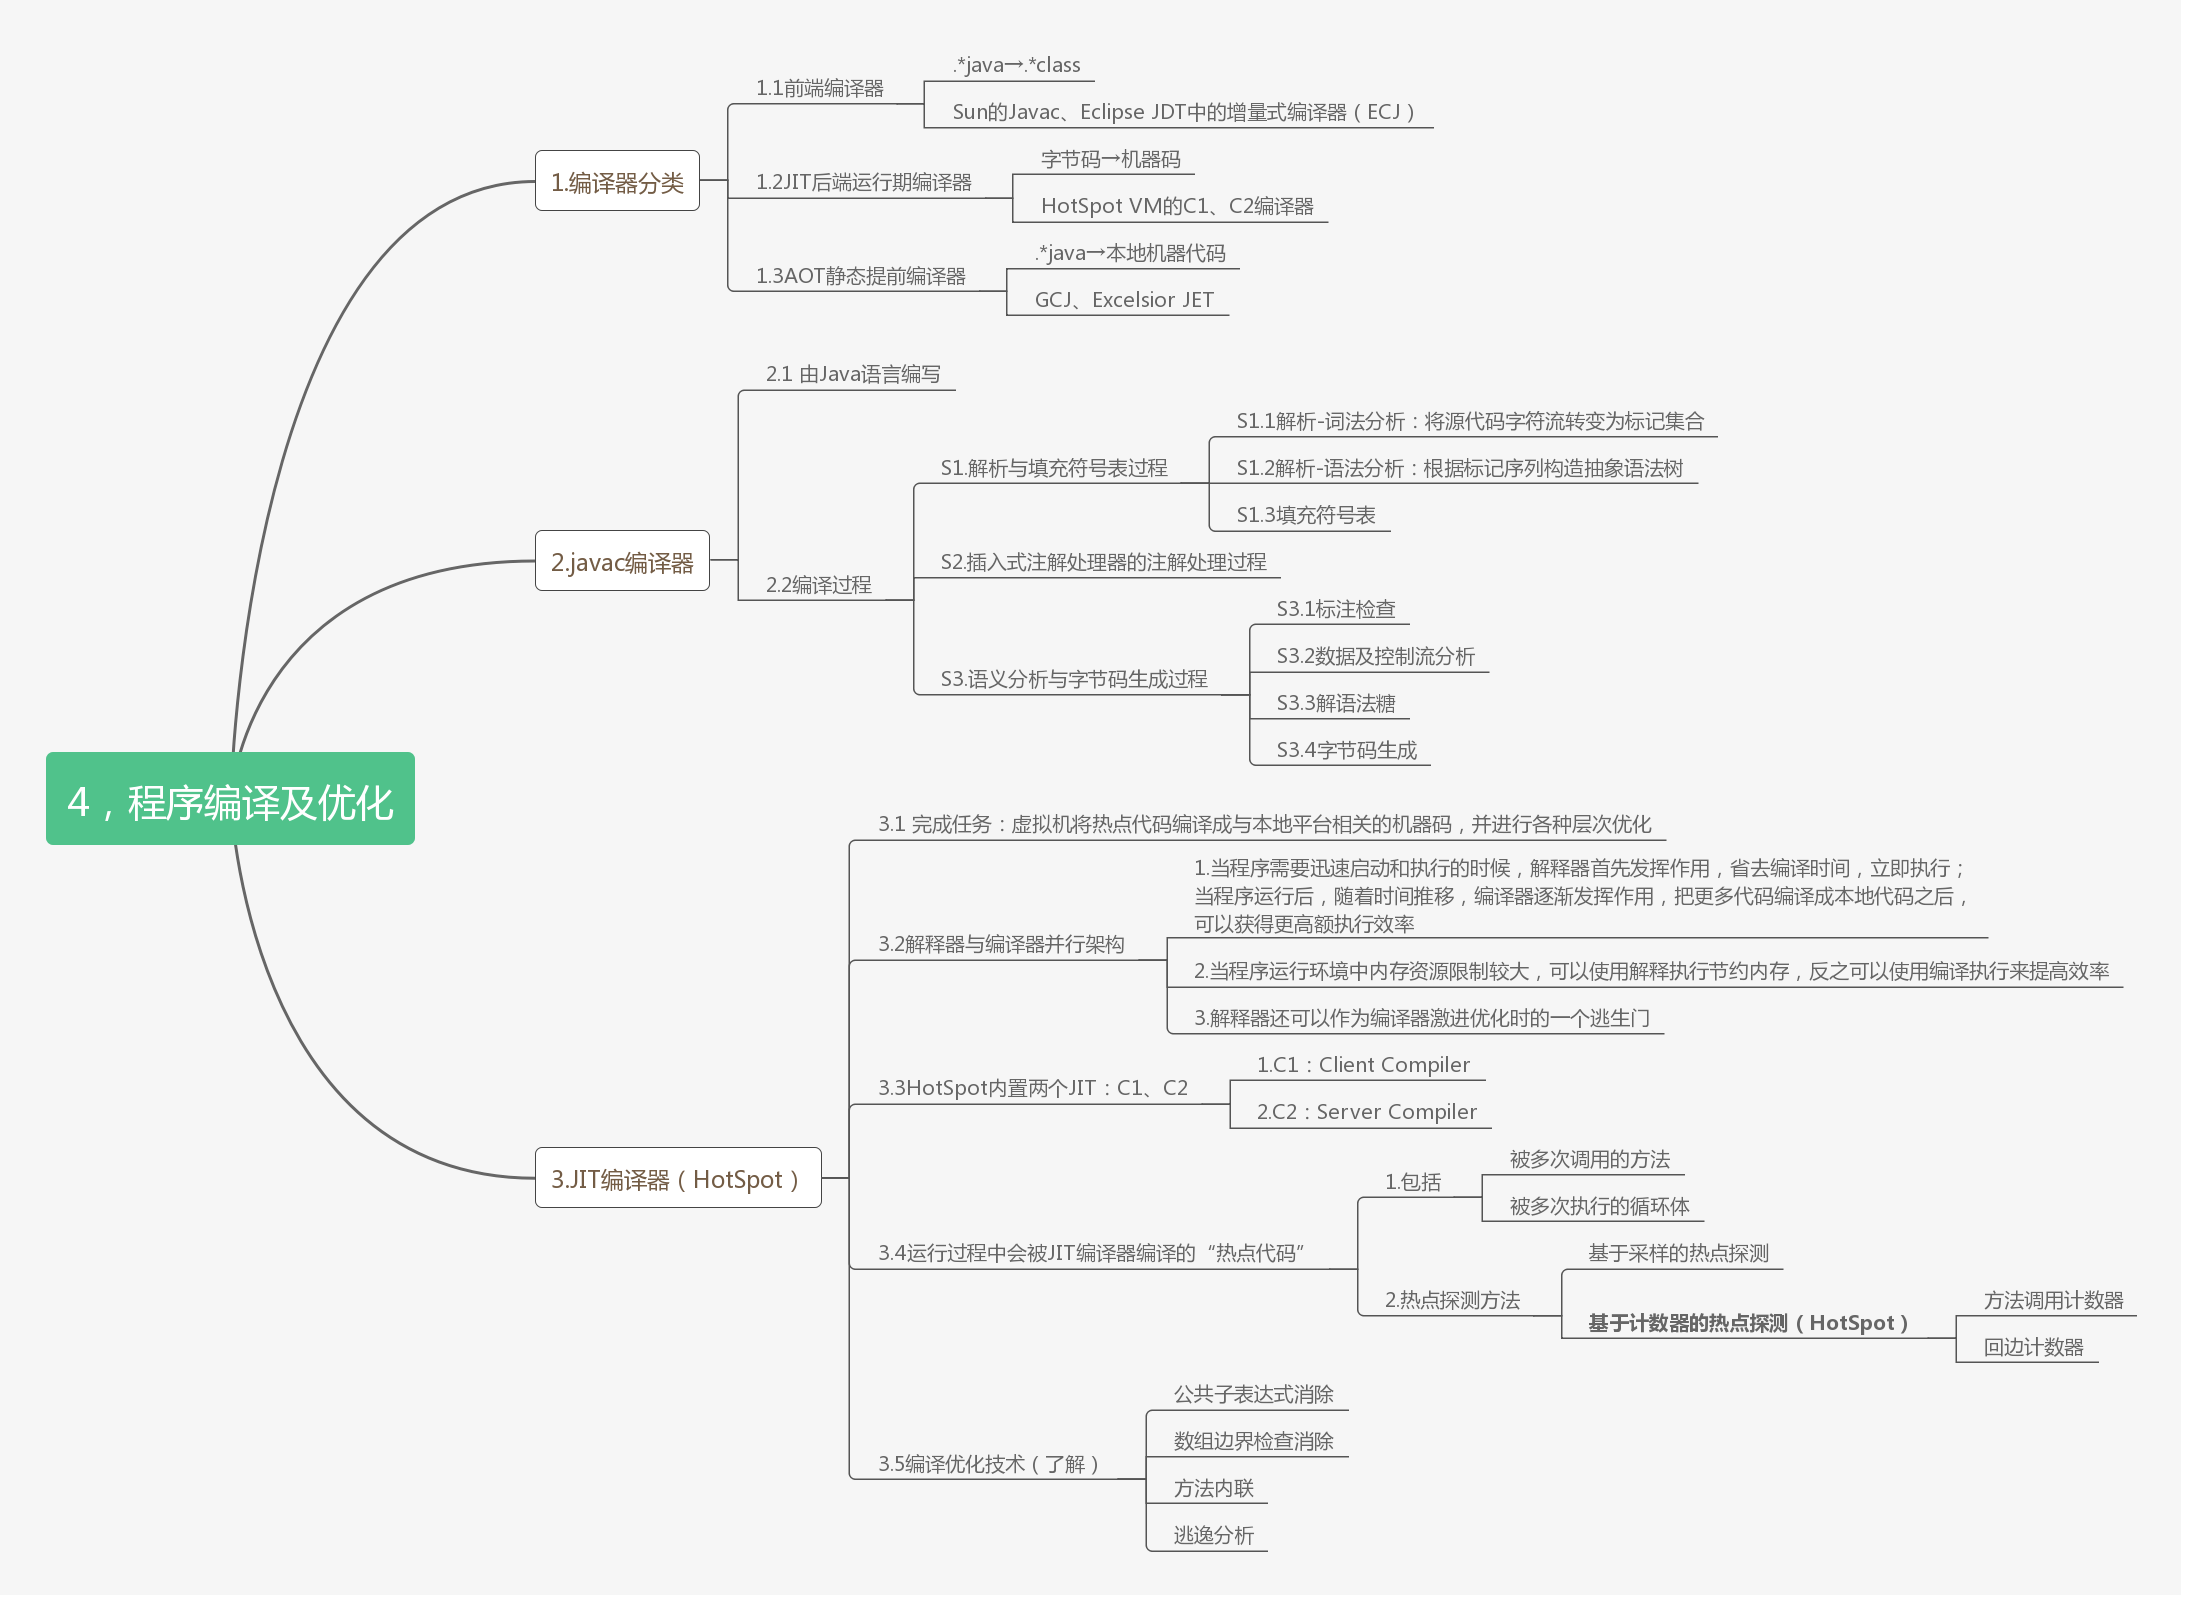 4，程序编译及优化
1.编译器分类
1.1前端编译器
.*java→.*class
Sun的Javac、Eclipse JDT中的增量式编译器（ECJ）
1.2JIT后端运行期编译器
字节码→机器码
HotSpot VM的C1、C2编译器
1.3AOT静态提前编译器
.*java→本地机器代码
GCJ、Excelsior JET
2.javac编译器
2.1 由Java语言编写
2.2编译过程
S1.解析与填充符号表过程
S1.1解析-词法分析：将源代码字符流转变为标记集合
S1.2解析-语法分析：根据标记序列构造抽象语法树
S1.3填充符号表
S2.插入式注解处理器的注解处理过程
S3.语义分析与字节码生成过程
S3.1标注检查
S3.2数据及控制流分析
S3.3解语法糖
S3.4字节码生成
3.JIT编译器（HotSpot）
3.1 完成任务：虚拟机将热点代码编译成与本地平台相关的机器码，并进行各种层次优化
3.2解释器与编译器并行架构
1.当程序需要迅速启动和执行的时候，解释器首先发挥作用，省去编译时间，立即执行；
当程序运行后，随着时间推移，编译器逐渐发挥作用，把更多代码编译成本地代码之后，
可以获得更高额执行效率
2.当程序运行环境中内存资源限制较大，可以使用解释执行节约内存，反之可以使用编译执行来提高效率
3.解释器还可以作为编译器激进优化时的一个逃生门
3.3HotSpot内置两个JIT：C1、C2
1.C1：Client Compiler
2.C2：Server Compiler
3.4运行过程中会被JIT编译器编译的“热点代码”
1.包括
被多次调用的方法
被多次执行的循环体
2.热点探测方法
基于采样的热点探测
基于计数器的热点探测（HotSpot）
方法调用计数器
回边计数器
3.5编译优化技术（了解）
公共子表达式消除
数组边界检查消除
方法内联
逃逸分析